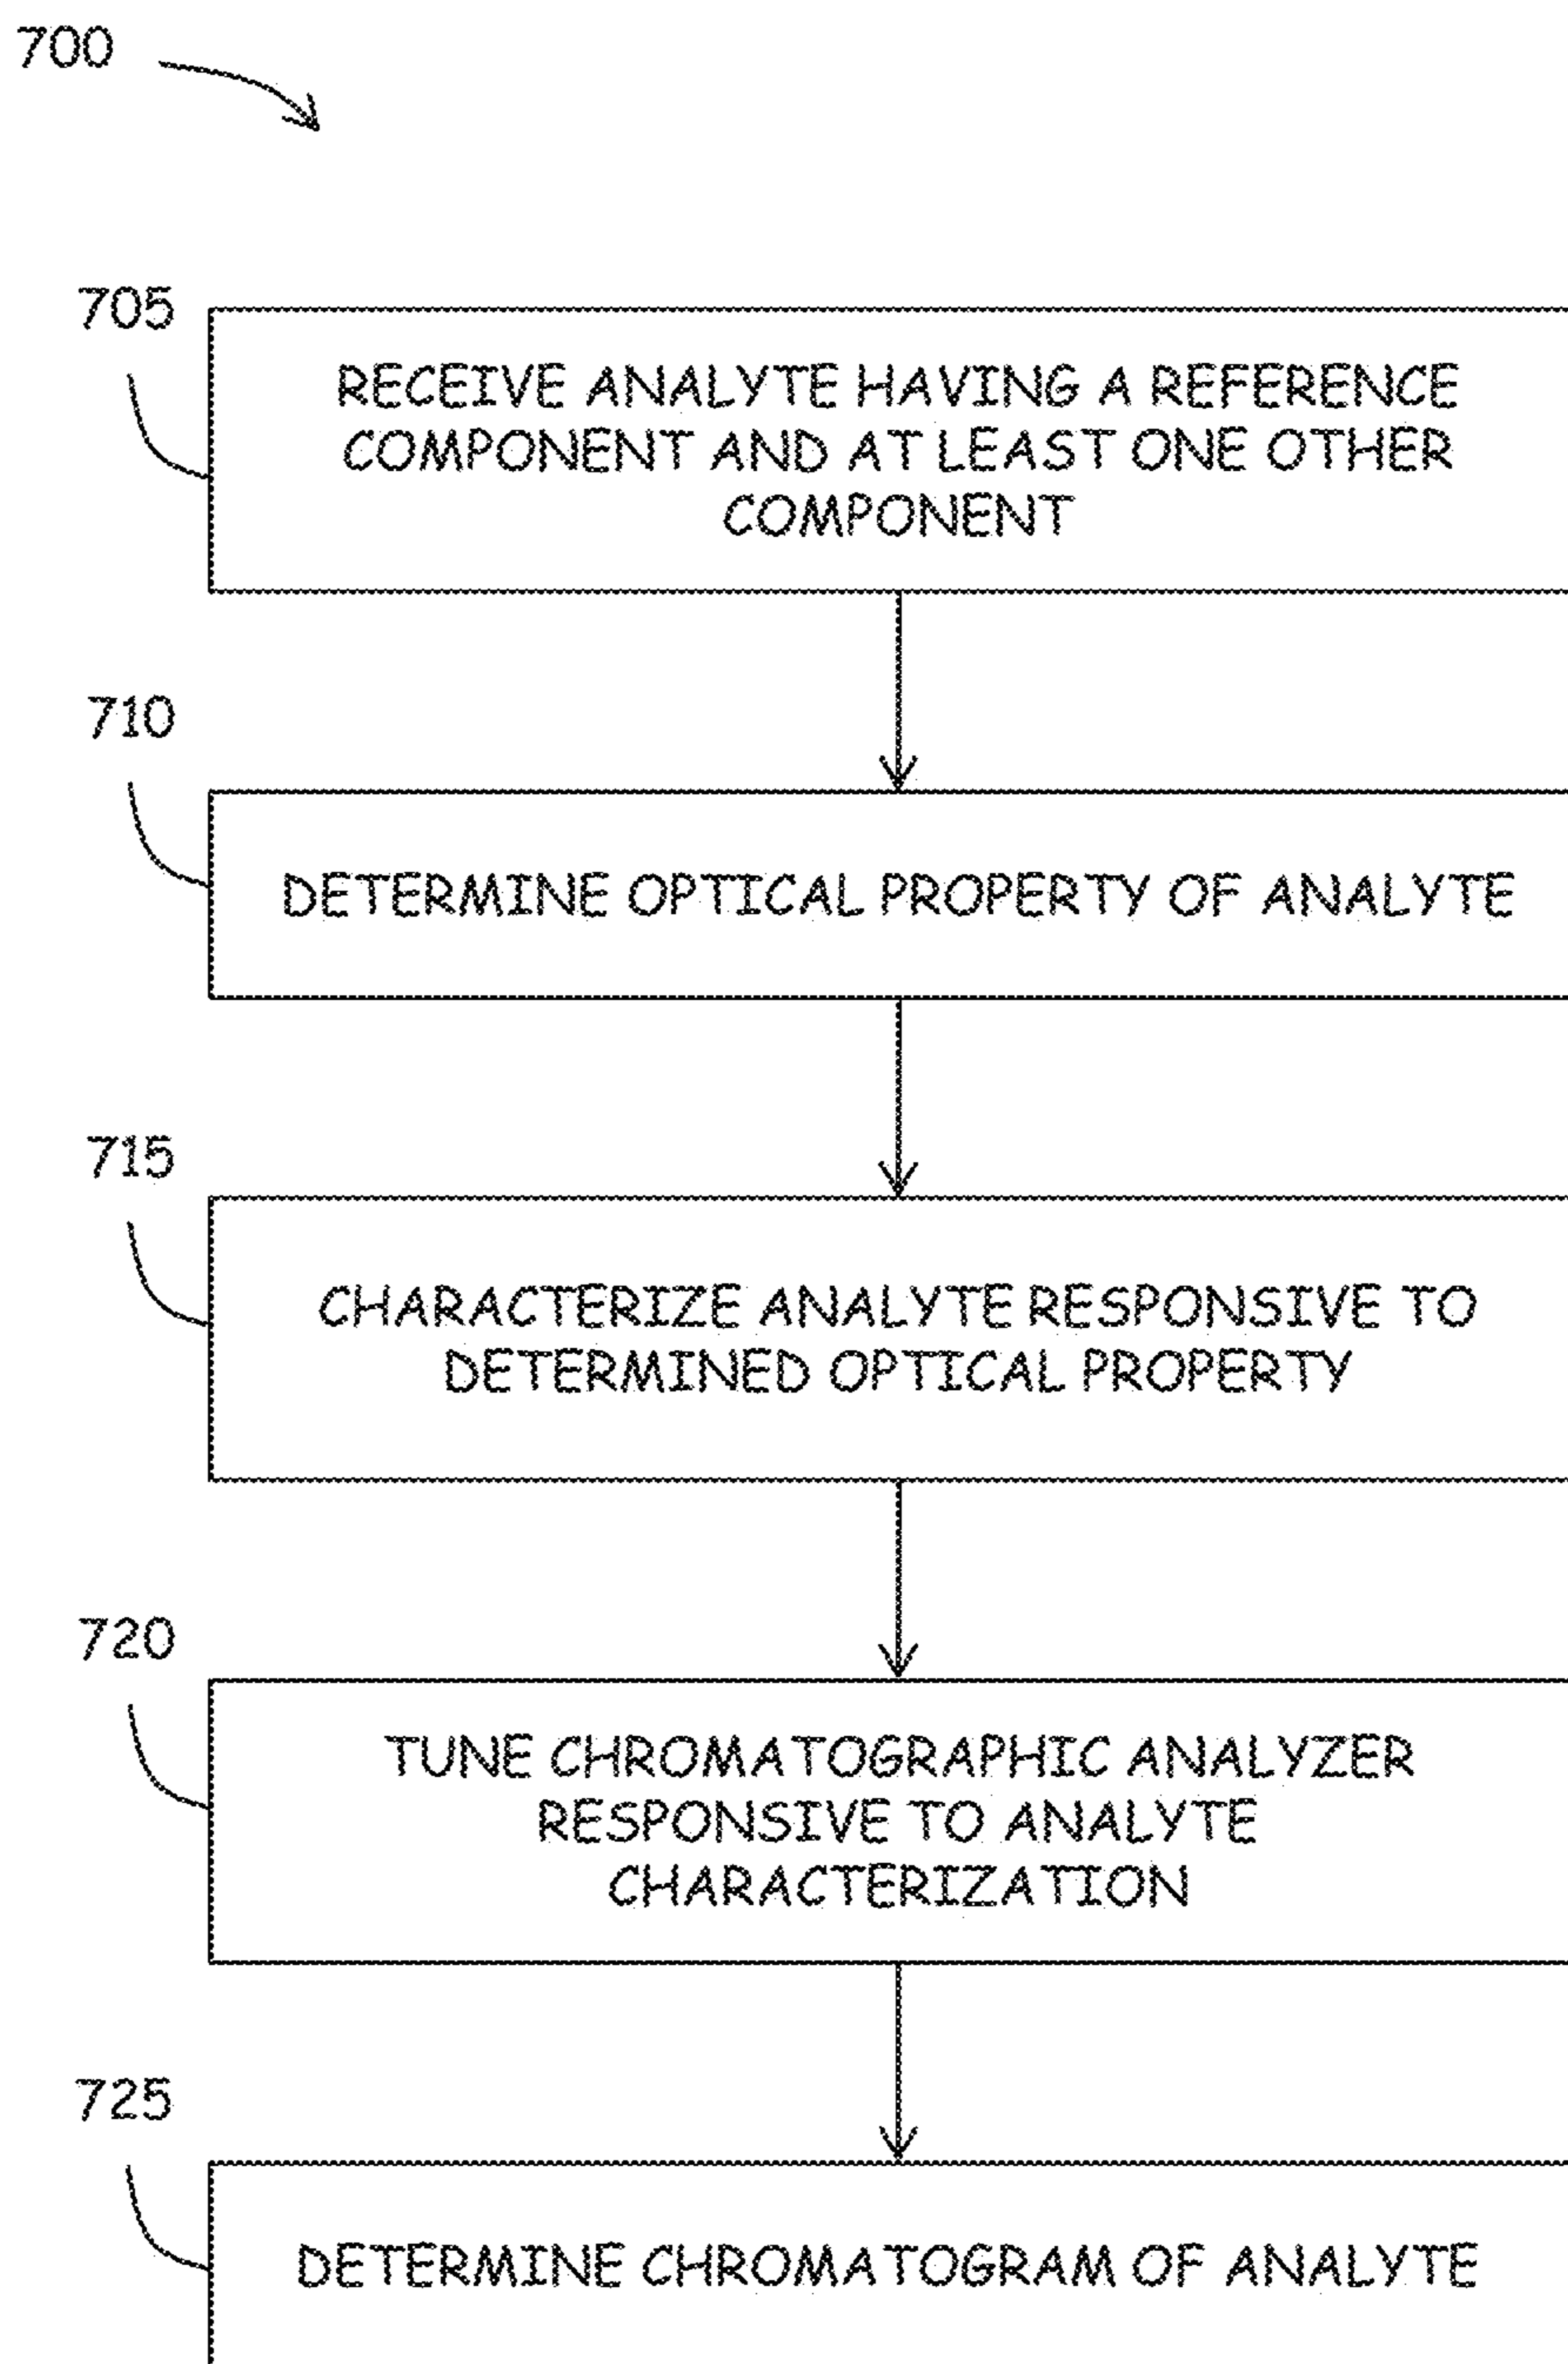 700
705
RECEIVE ANALYTE HAVING A REFERENCE
COMPONENT AND AT LEAST ONE OTHER
COMPONENT
710
DETERMINE OPTICAL PROPERTY OF ANALYTE
715
CHARACTERIZE ANALYTE RESPONSIVE TO
DETERMINED OPTICAL PROPERTY
720
TUNE CHROMATOGRAPHIC ANALYZER
RESPONSIVE TO ANALYTE
CHARACTERIZATION
725
DETERMINE CHROMATOGRAM OF ANALYTE